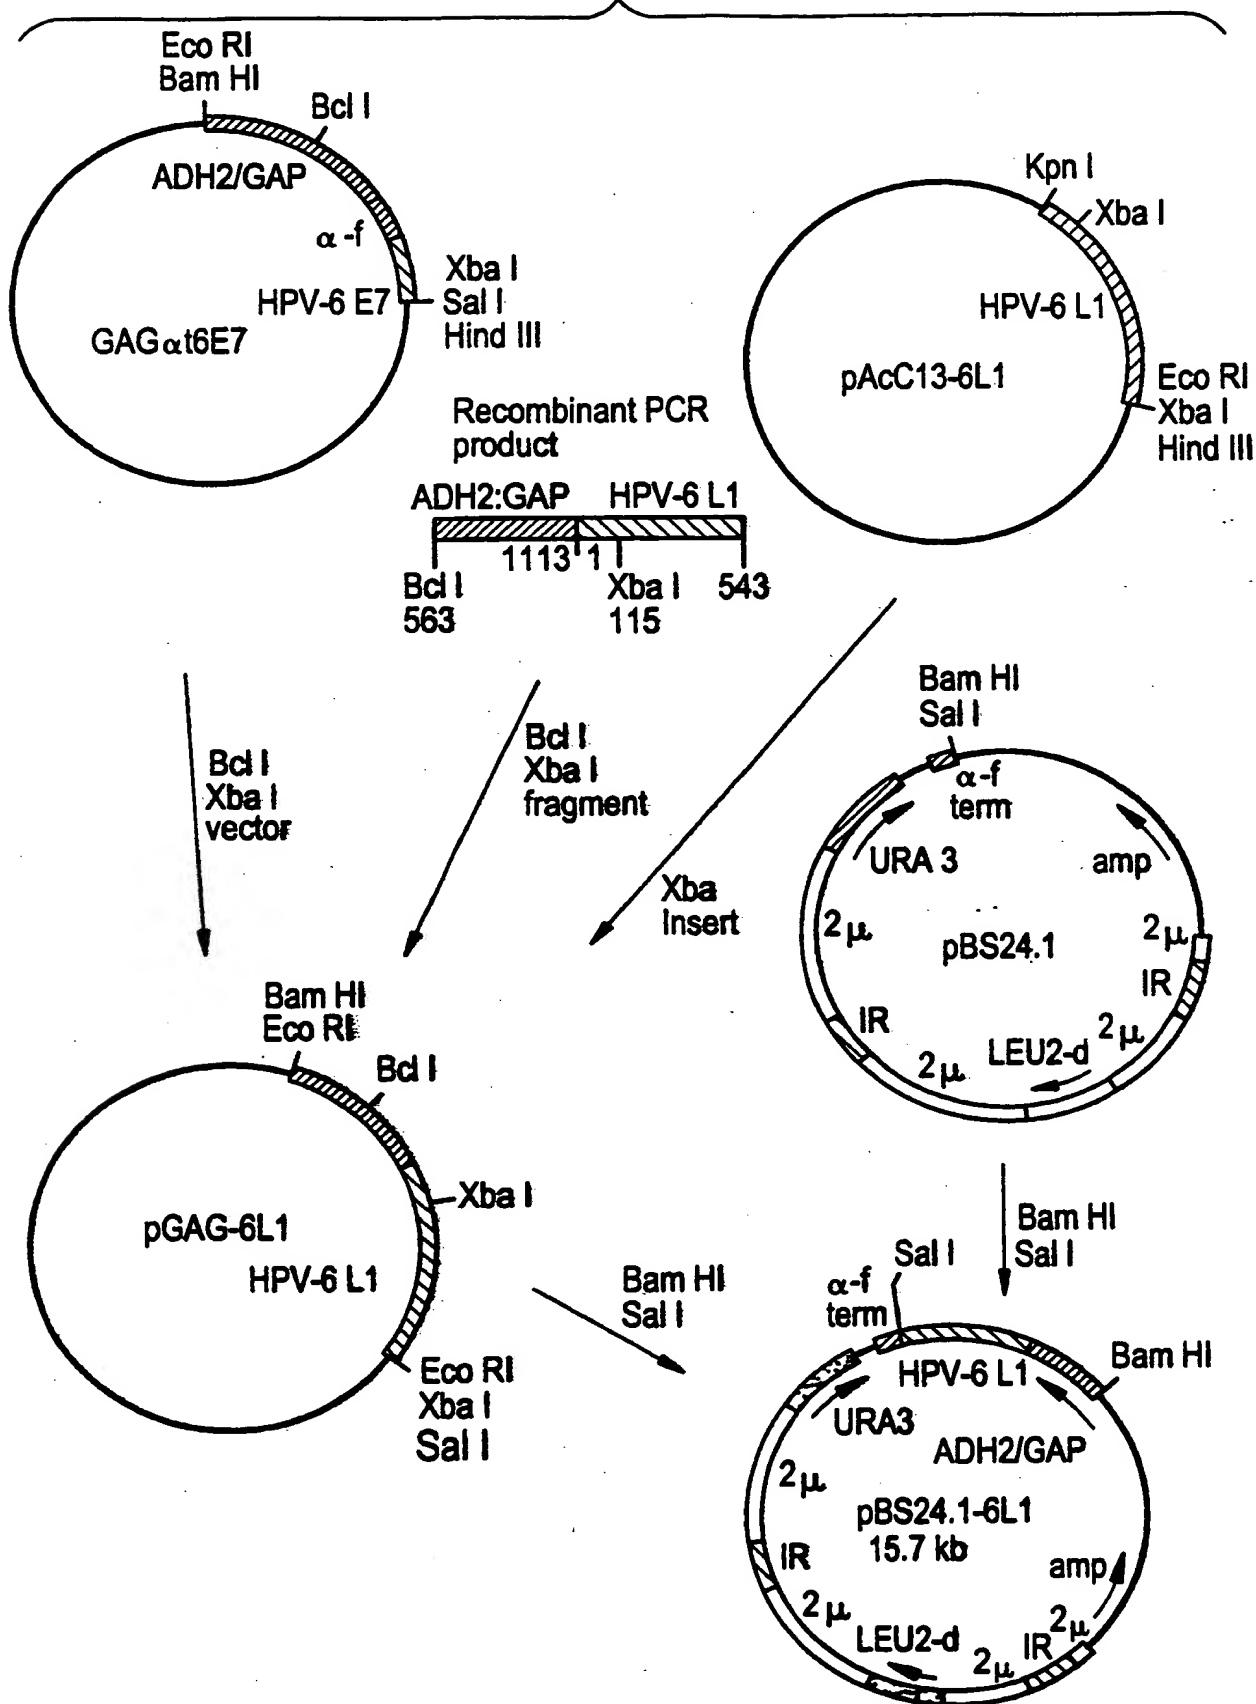 Eco RI
Bam HI
Bcl I
ADH2/GAP
α-f
HPV-6 E7
Xba I
Sal I
Hind III
GAGαt6E7
Kpn I
Xba I
HPV-6 L1
pAcC13-6L1
Eco RI
Xba I
Hind III
Recombinant PCR
product
ADH2:GAP HPV-6 L1
1113 1
Bcl I Xba I 543
563 115
Bcl I
Xba I
vector
Bcl I
Xba I
fragment
Xba
Insert
Bam HI
Sal I
α-f
term
URA 3
amp
2μ
pBS24.1
2μ
IR
IR
2μ
LEU2-d
2μ
Bam HI
Eco RI
Bcl I
Xba I
pGAG-6L1
HPV-6 L1
Eco RI
Xba I
Sal I
Bam HI
Sal I
Bam HI
Sal I
Sal I
α-f
term
HPV-6 L1
Bam HI
URA3
ADH2/GAP
2μ
pBS24.1-6L1
15.7 kb
IR
amp
2μ
LEU2-d
2μ
IR
2μ